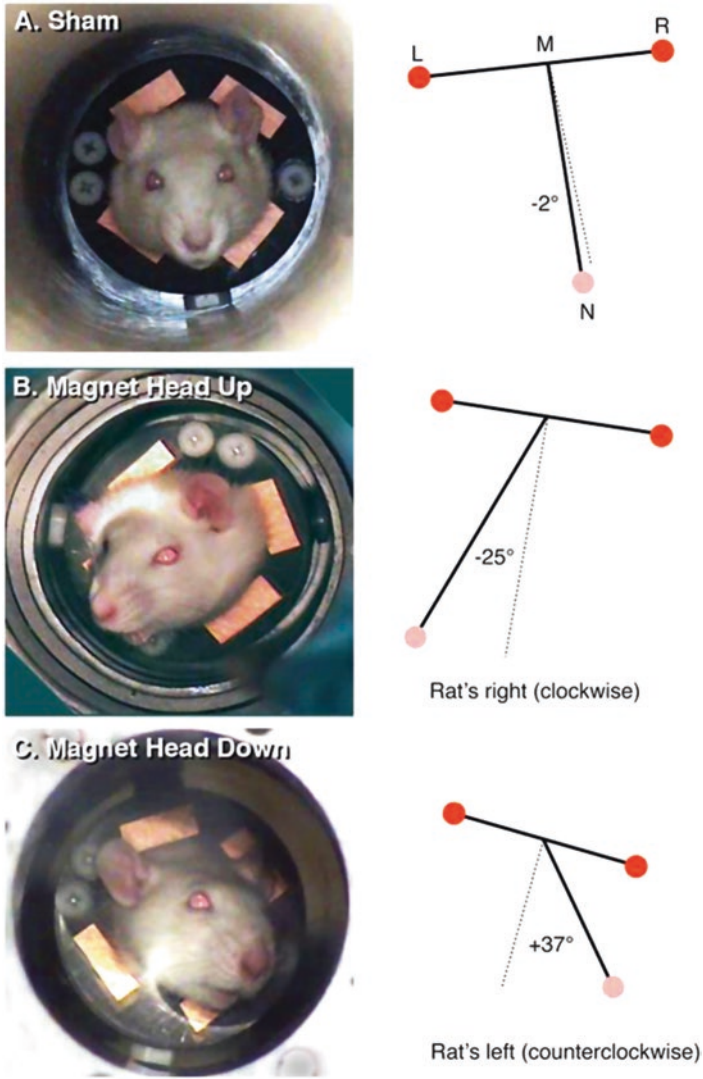 A. Sham
L
M
R
-2°
N
B. Magnet Head Up
-25°
Rat's right (clockwise)
C. Magnet Head Down
+37°
Rat's left (counterclockwise)